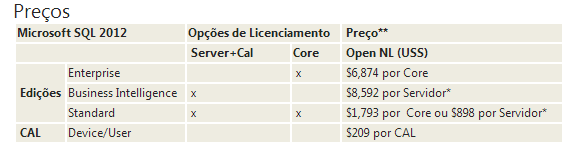 Preços
Microsoft SQL 2012 Opções de Licenciamento Preço**
Server+Cal Core Open NL (USS)
Enterprise x $6,874 por Core
Edições Business Intelligence x $8,592 por Servidor*
Standard x x $1,793 por Core ou $898 por Servidor*
CAL Device/User $209 por CAL